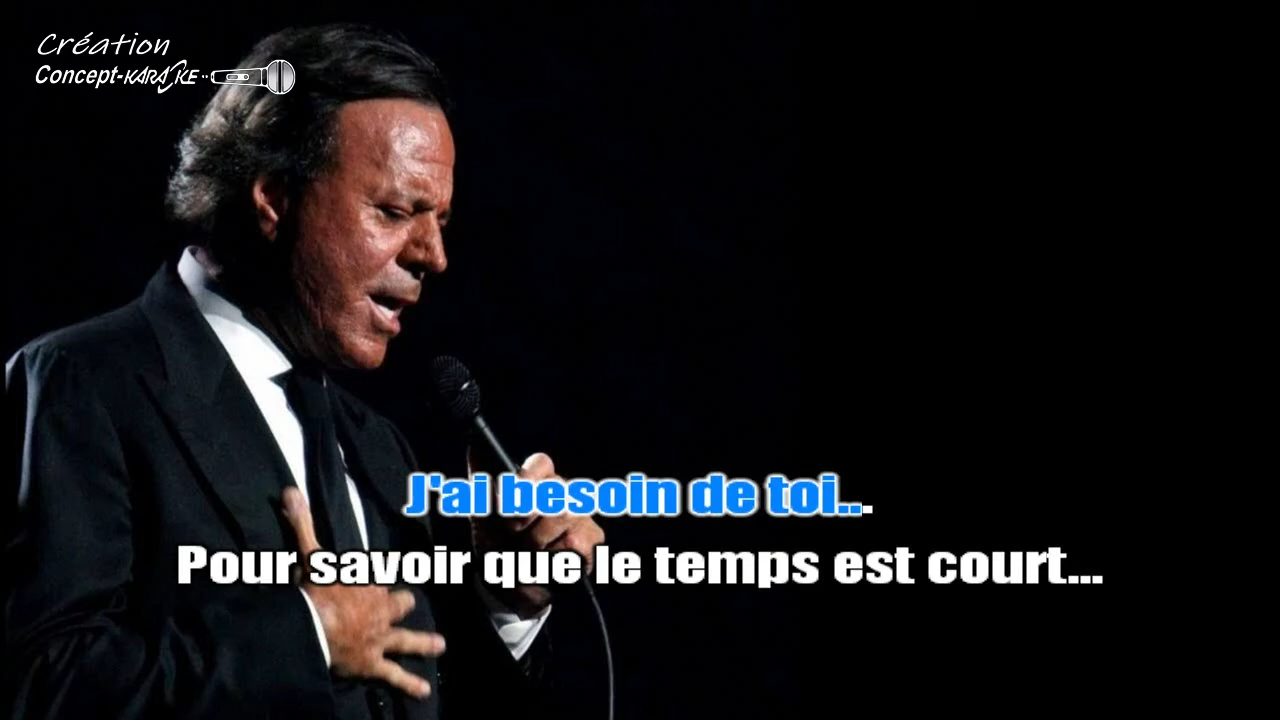 Création
Concept-KARAOKE
J'ai besoin de toi...
Pour savoir que le temps est court...